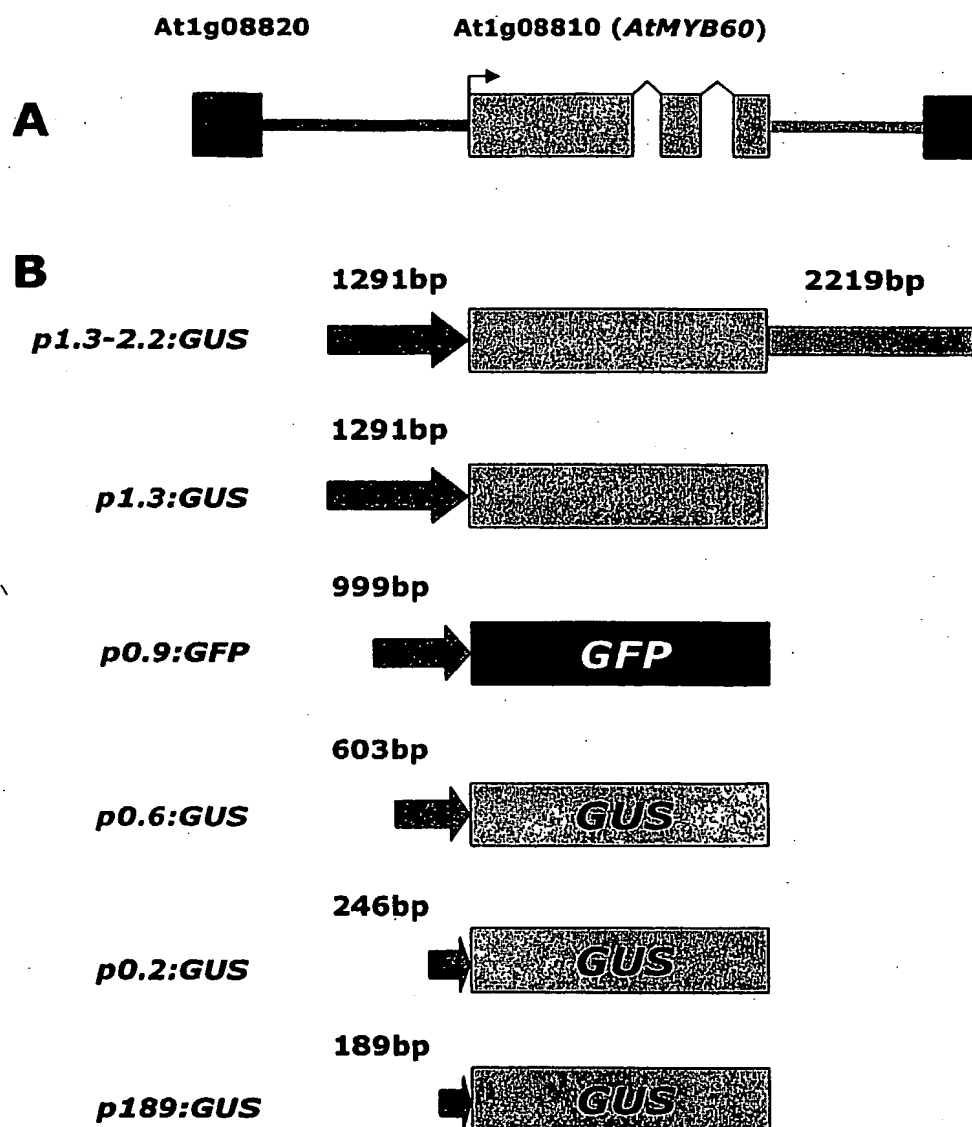 At1g08820 At1g08810 (AtMYB60)
A
B
1291bp 2219bp
p1.3-2.2:GUS
1291bp
p1.3:GUS
999bp
p0.9:GFP GFP
603bp
p0.6:GUS GUS
246bp
p0.2:GUS GUS
189bp
p189:GUS GUS